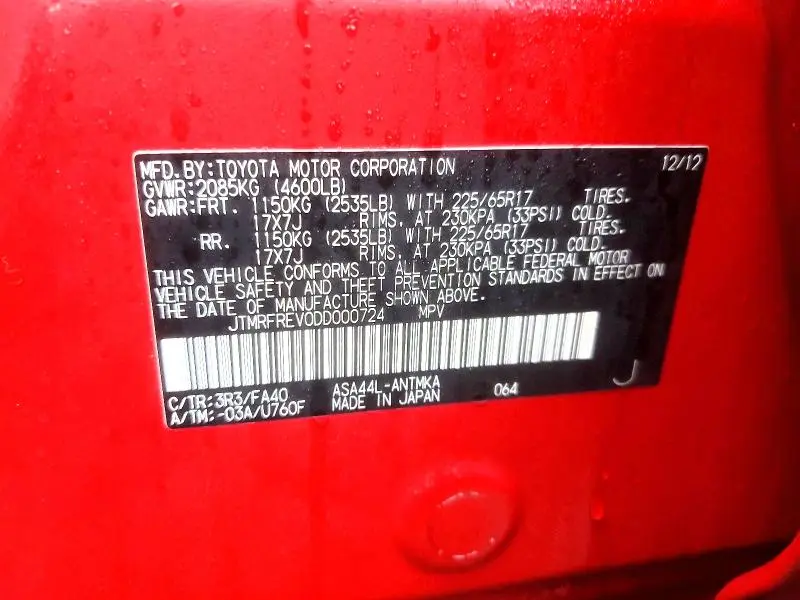 MFD.BY:TOYOTA MOTOR CORPORATION 12/12
GVWR:2085KG (4600LB)
GAWR:FRT. 1150KG (2535LB) WITH 225/65R17 TIRES.
17X7J RIMS, AT 230KPA (33PSI) COLD.
RR. 1150KG (2535LB) WITH 225/65R17 TIRES.
17X7J RIMS, AT 230KPA (33PSI) COLD.
THIS VEHICLE CONFORMS TO ALL APPLICABLE FEDERAL MOTOR
VEHICLE SAFETY AND THEFT PREVENTION STANDARDS IN EFFECT ON
THE DATE OF MANUFACTURE SHOWN ABOVE.
JTMRFREV0DD000724 MPV
C/TR:3R3/FA40 ASA44L-ANTMKA 064 J
A/TM:-03A/U760F MADE IN JAPAN